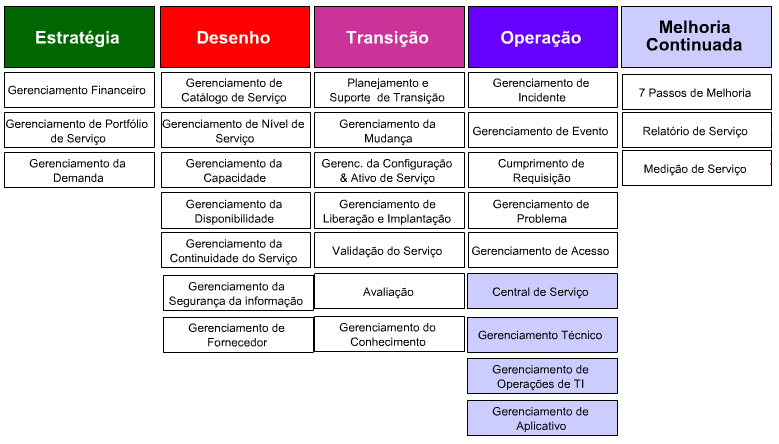 Estratégia
Gerenciamento Financeiro
Gerenciamento de Portfólio
de Serviço
Gerenciamento da
Demanda
Desenho
Gerenciamento de
Catálogo de Serviço
Gerenciamento de Nível de
Serviço
Gerenciamento da
Capacidade
Gerenciamento da
Disponibilidade
Gerenciamento da
Continuidade do Serviço
Gerenciamento da
Segurança da informação
Gerenciamento de
Fornecedor
Transição
Planejamento e
Suporte de Transição
Gerenciamento da
Mudança
Gerenc. da Configuração
& Ativo de Serviço
Gerenciamento de
Liberação e Implantação
Validação do Serviço
Avaliação
Gerenciamento do
Conhecimento
Operação
Gerenciamento de
Incidente
Gerenciamento de Evento
Cumprimento de
Requisição
Gerenciamento de
Problema
Gerenciamento de Acesso
Central de Serviço
Gerenciamento Técnico
Gerenciamento de
Operações de TI
Gerenciamento de
Aplicativo
Melhoria
Continuada
7 Passos de Melhoria
Relatório de Serviço
Medição de Serviço